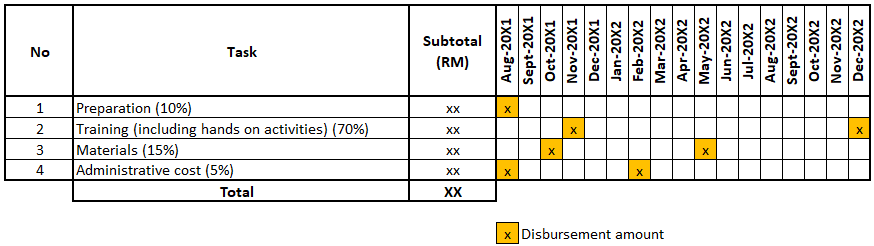 No Task Subtotal (RM) Aug-20X1 Sept-20X1 Oct-20X1 Nov-20X1 Dec-20X1 Jan-20X2 Feb-20X2 Mar-20X2 Apr-20X2 May-20X2 Jun-20X2 Jul-20X2 Aug-20X2 Sept-20X2 Oct-20X2 Nov-20X2 Dec-20X2
1 Preparation (10%) xx x
2 Training (including hands on activities) (70%) xx x x
3 Materials (15%) xx x x
4 Administrative cost (5%) xx x x
Total XX
x Disbursement amount